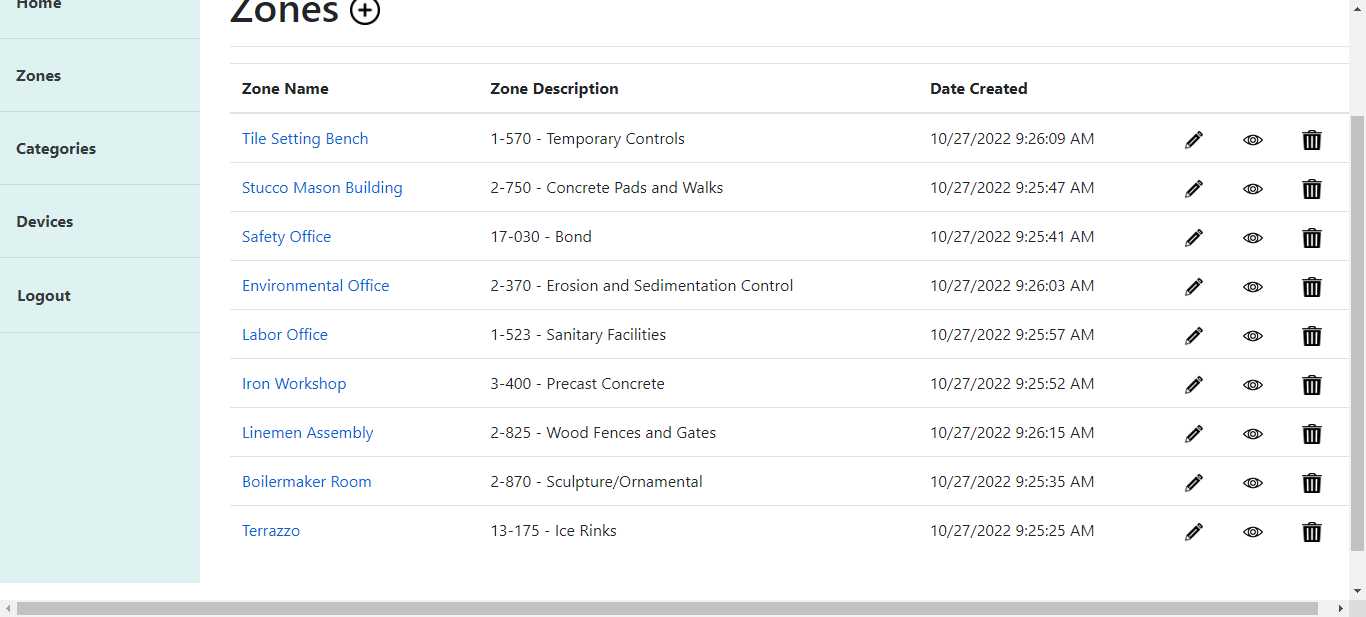 Home
Zones
Categories
Devices
Logout
Zones
Zone Name Zone Description Date Created
Tile Setting Bench 1-570 - Temporary Controls 10/27/2022 9:26:09 AM
Stucco Mason Building 2-750 - Concrete Pads and Walks 10/27/2022 9:25:47 AM
Safety Office 17-030 - Bond 10/27/2022 9:25:41 AM
Environmental Office 2-370 - Erosion and Sedimentation Control 10/27/2022 9:26:03 AM
Labor Office 1-523 - Sanitary Facilities 10/27/2022 9:25:57 AM
Iron Workshop 3-400 - Precast Concrete 10/27/2022 9:25:52 AM
Linemen Assembly 2-825 - Wood Fences and Gates 10/27/2022 9:26:15 AM
Boilermaker Room 2-870 - Sculpture/Ornamental 10/27/2022 9:25:35 AM
Terrazzo 13-175 - Ice Rinks 10/27/2022 9:25:25 AM